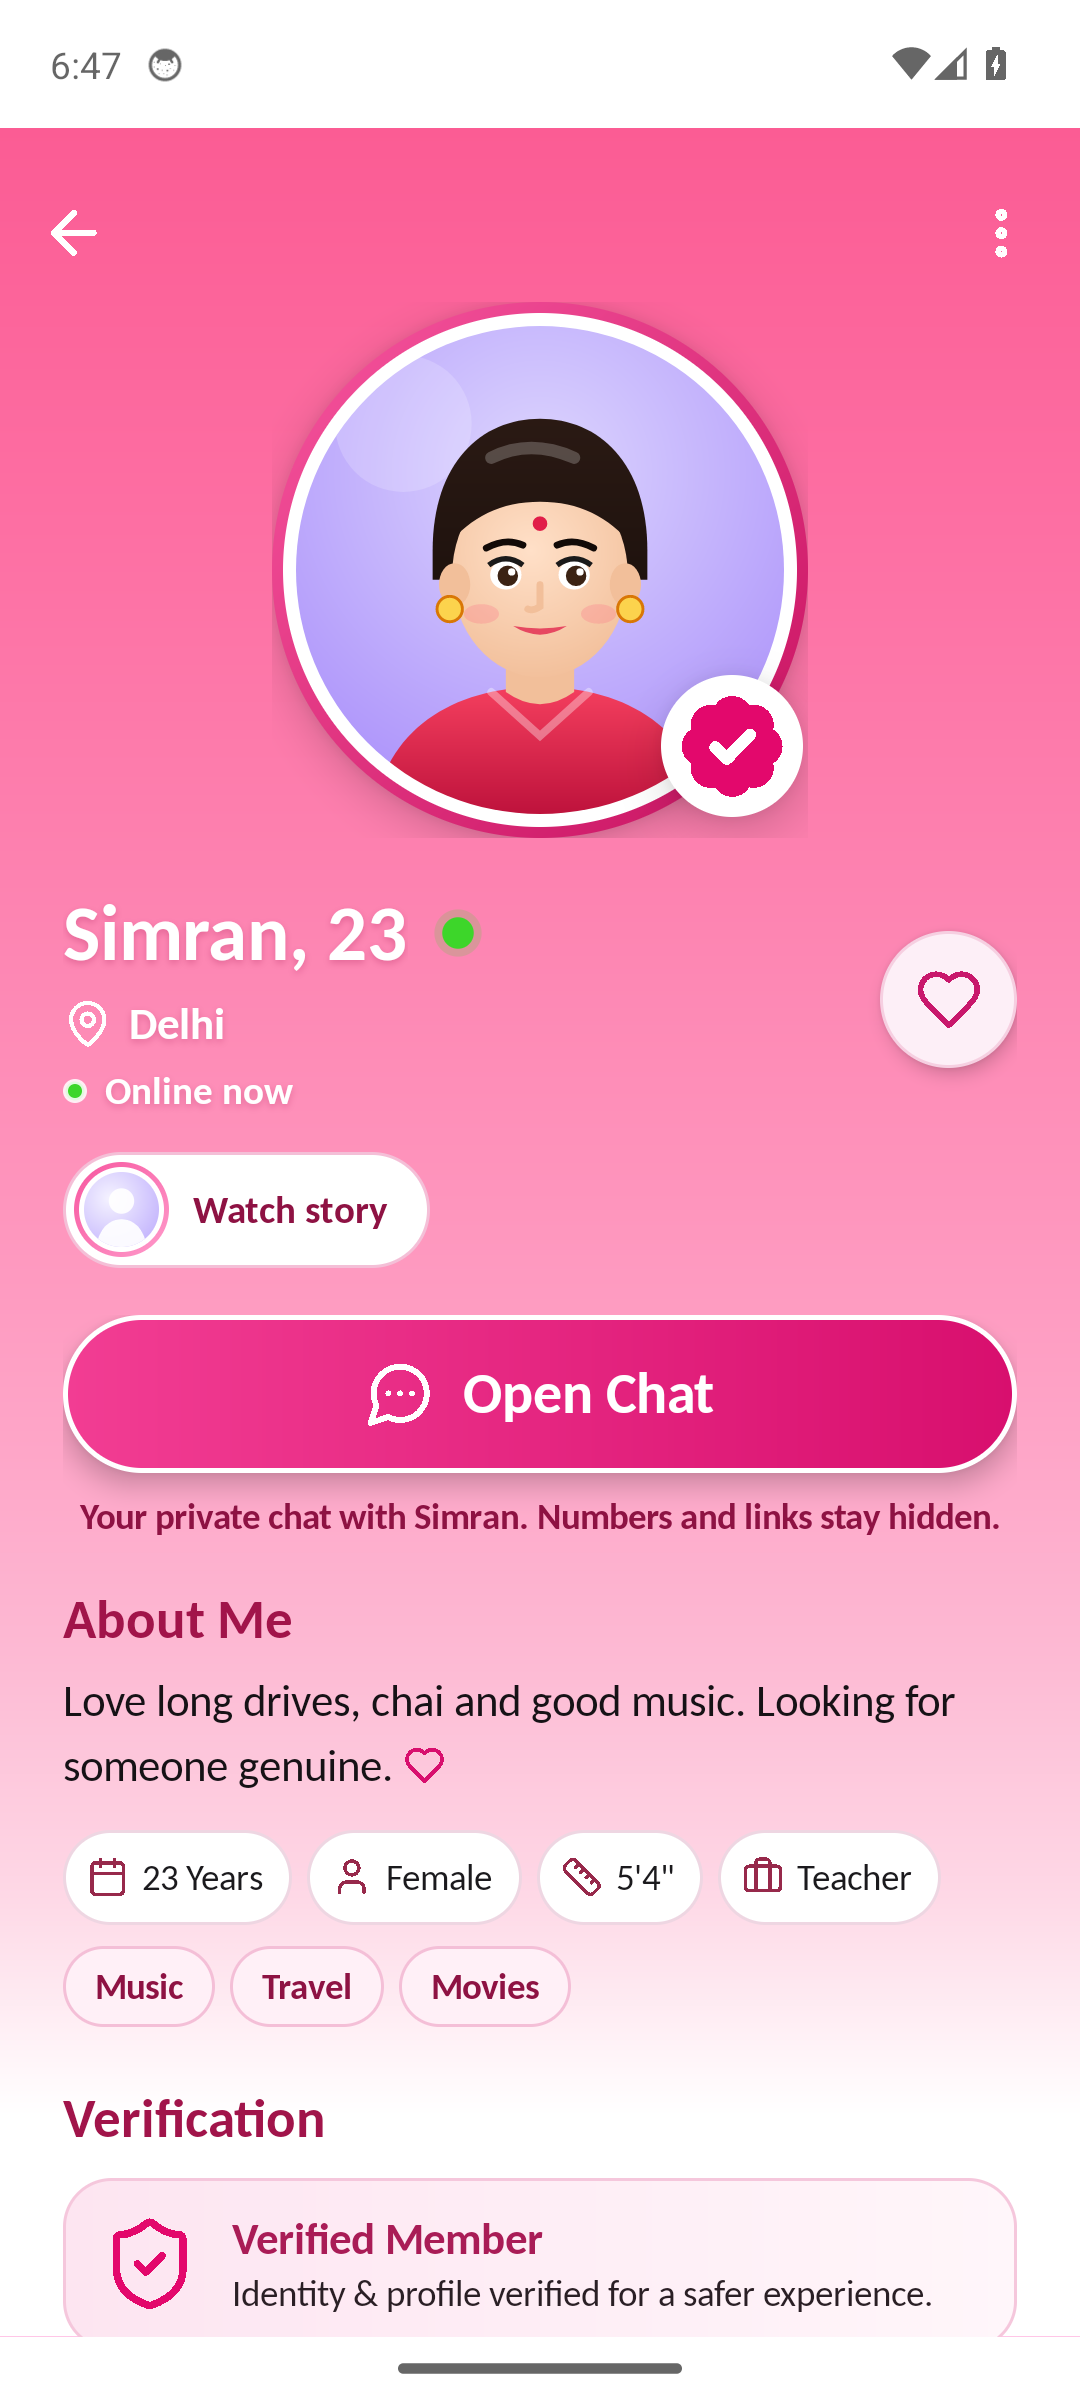 6:47
Simran, 23
Delhi
Online now
Watch story
Open Chat
Your private chat with Simran. Numbers and links stay hidden.
About Me
Love long drives, chai and good music. Looking for
someone genuine.
23 Years
Female
5'4"
Teacher
Music
Travel
Movies
Verification
Verified Member
Identity & profile verified for a safer experience.